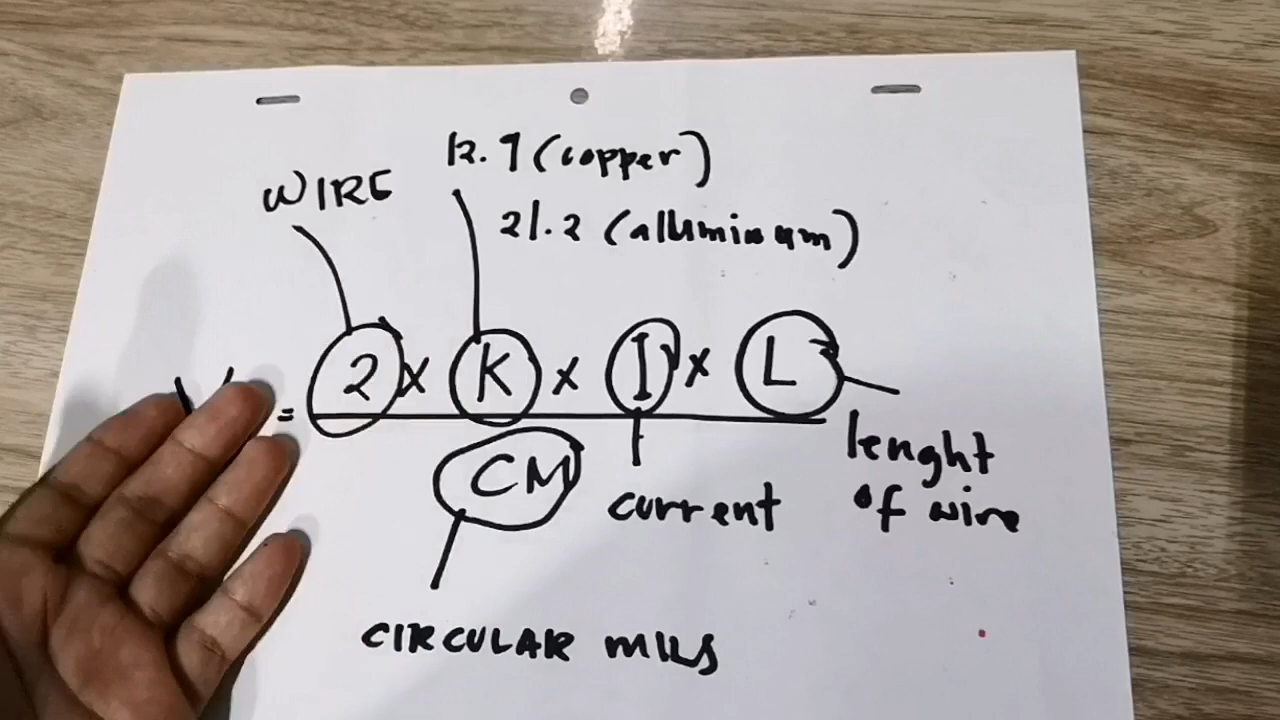 12.9 (copper)
WIRE
21.2 (alluminum)
= 2 x K x I x L
CM
lenght
of wire
current
CIRCULAR MILS